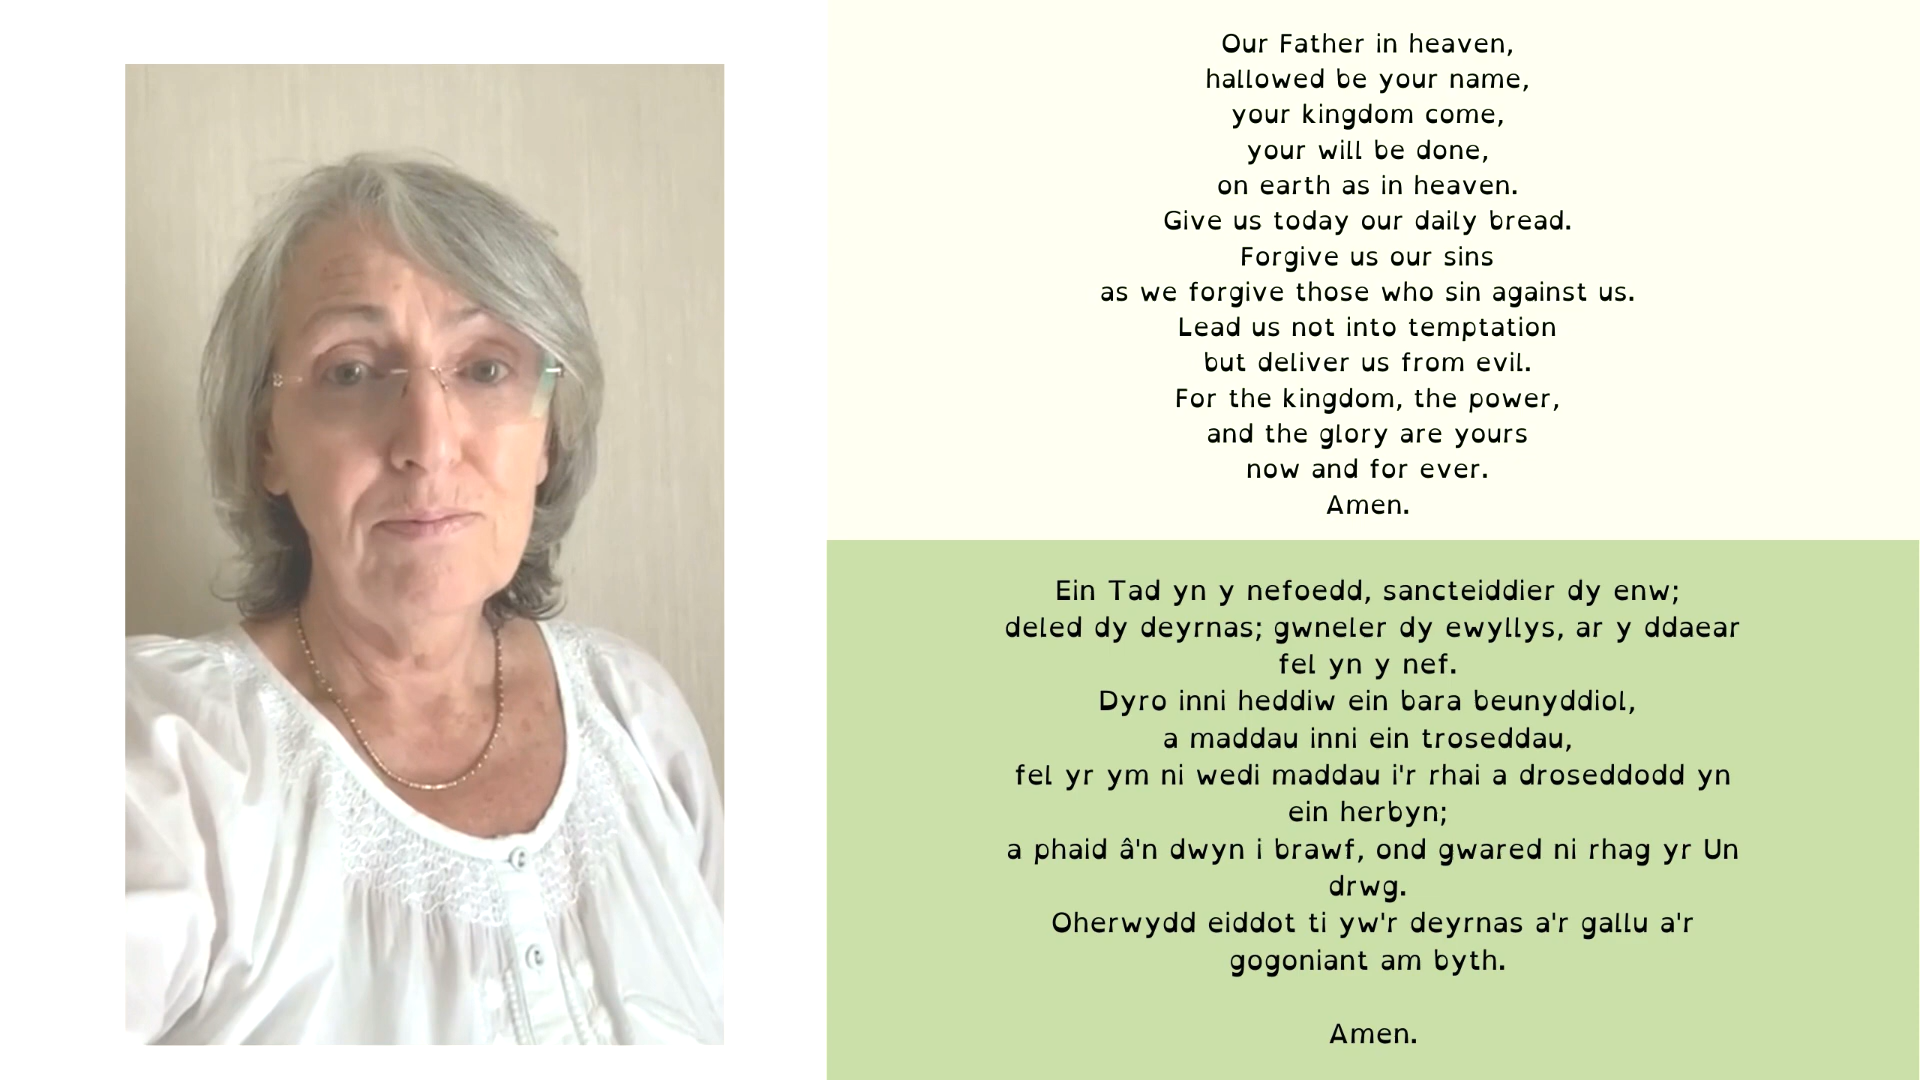 Our Father in heaven,
hallowed be your name,
your kingdom come,
your will be done,
on earth as in heaven.
Give us today our daily bread.
Forgive us our sins
as we forgive those who sin against us.
Lead us not into temptation
but deliver us from evil.
For the kingdom, the power,
and the glory are yours
now and for ever.
Amen.
Ein Tad yn y nefoedd, sancteiddier dy enw;
deled dy deyrnas; gwneler dy ewyllys, ar y ddaear
fel yn y nef.
Dyro inni heddiw ein bara beunyddiol,
a maddau inni ein troseddau,
fel yr ym ni wedi maddau i'r rhai a droseddodd yn
ein herbyn;
a phaid â'n dwyn i brawf, ond gwared ni rhag yr Un
drwg.
Oherwydd eiddot ti yw'r deyrnas a'r gallu a'r
gogoniant am byth.
Amen.